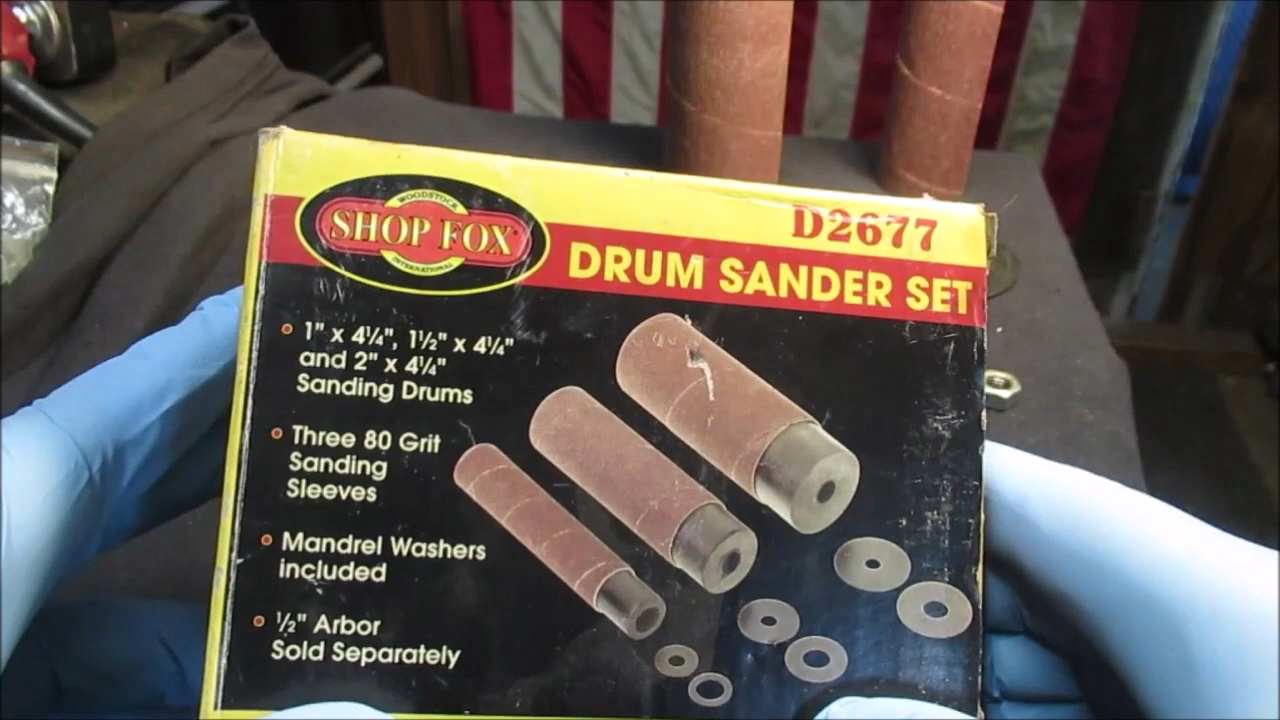 WOODSTOCK
SHOP FOX
INTERNATIONAL
D2677
DRUM SANDER SET
1" x 4¼", 1½" x 4¼"
and 2" x 4¼"
Sanding Drums
Three 80 Grit
Sanding
Sleeves
Mandrel Washers
included
½" Arbor
Sold Separately